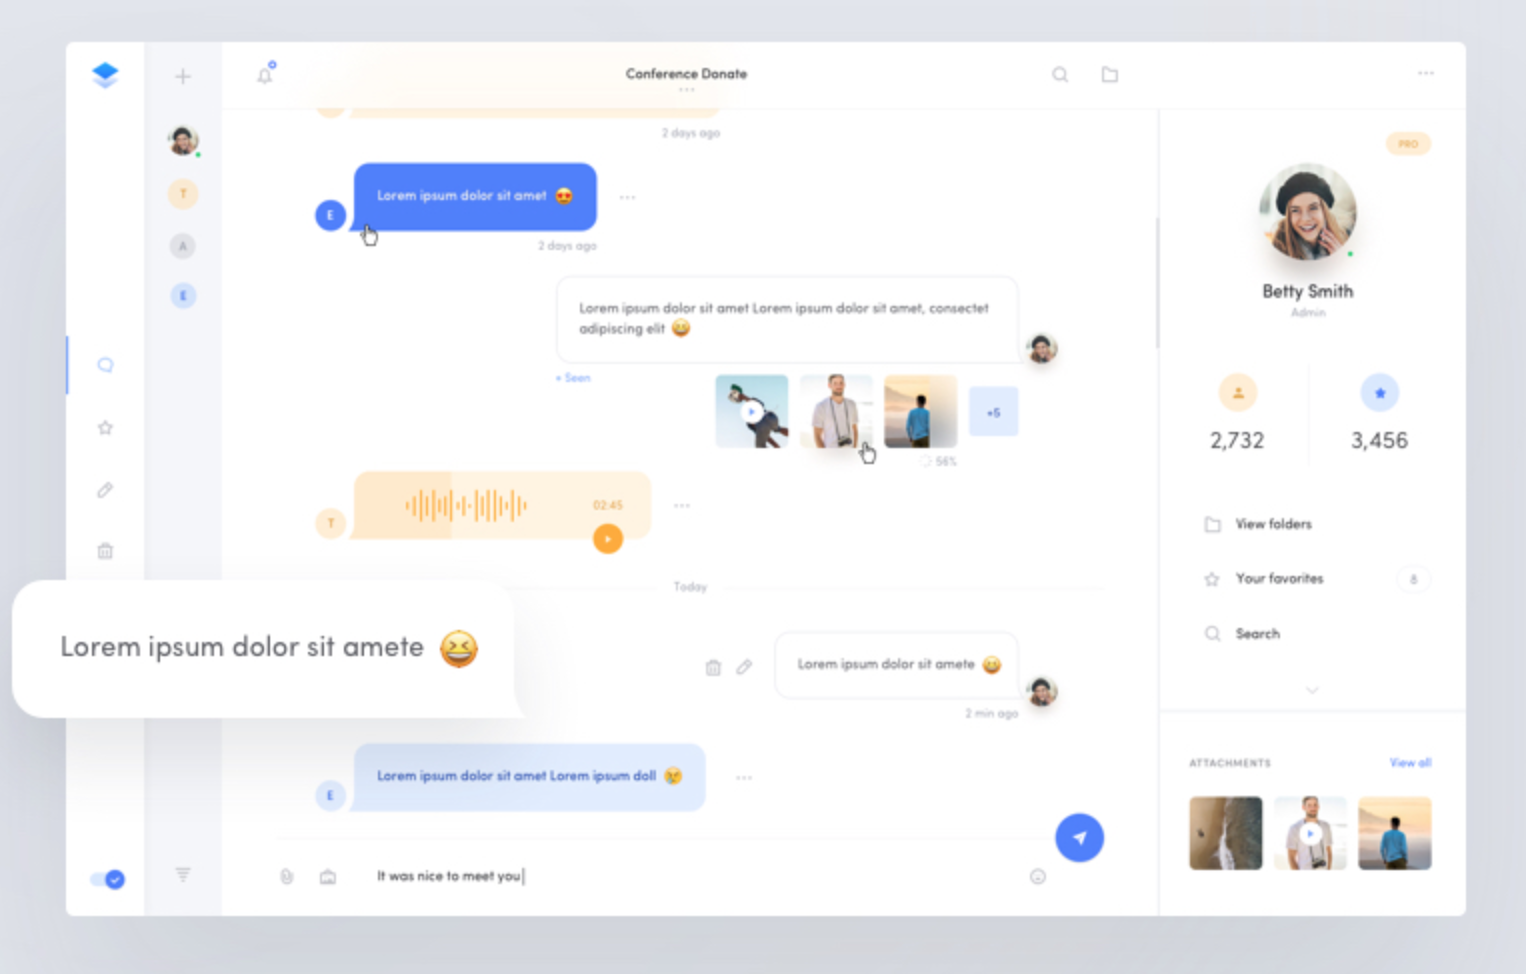 Conference Donate
2 days ago
PRO
T
Lorem ipsum dolor sit amet 😍
E
A
2 days ago
E
Betty Smith
Admin
Lorem ipsum dolor sit amet Lorem ipsum dolor sit amet, consectet
adipiscing elit 😄
+ Seen
+5
56%
2,732
3,456
T
02:45
View folders
Your favorites
8
Search
Today
Lorem ipsum dolor sit amete 😆
Lorem ipsum dolor sit amete 😄
2 min ago
E
Lorem ipsum dolor sit amet Lorem ipsum doll 😢
ATTACHMENTS
View all
It was nice to meet you